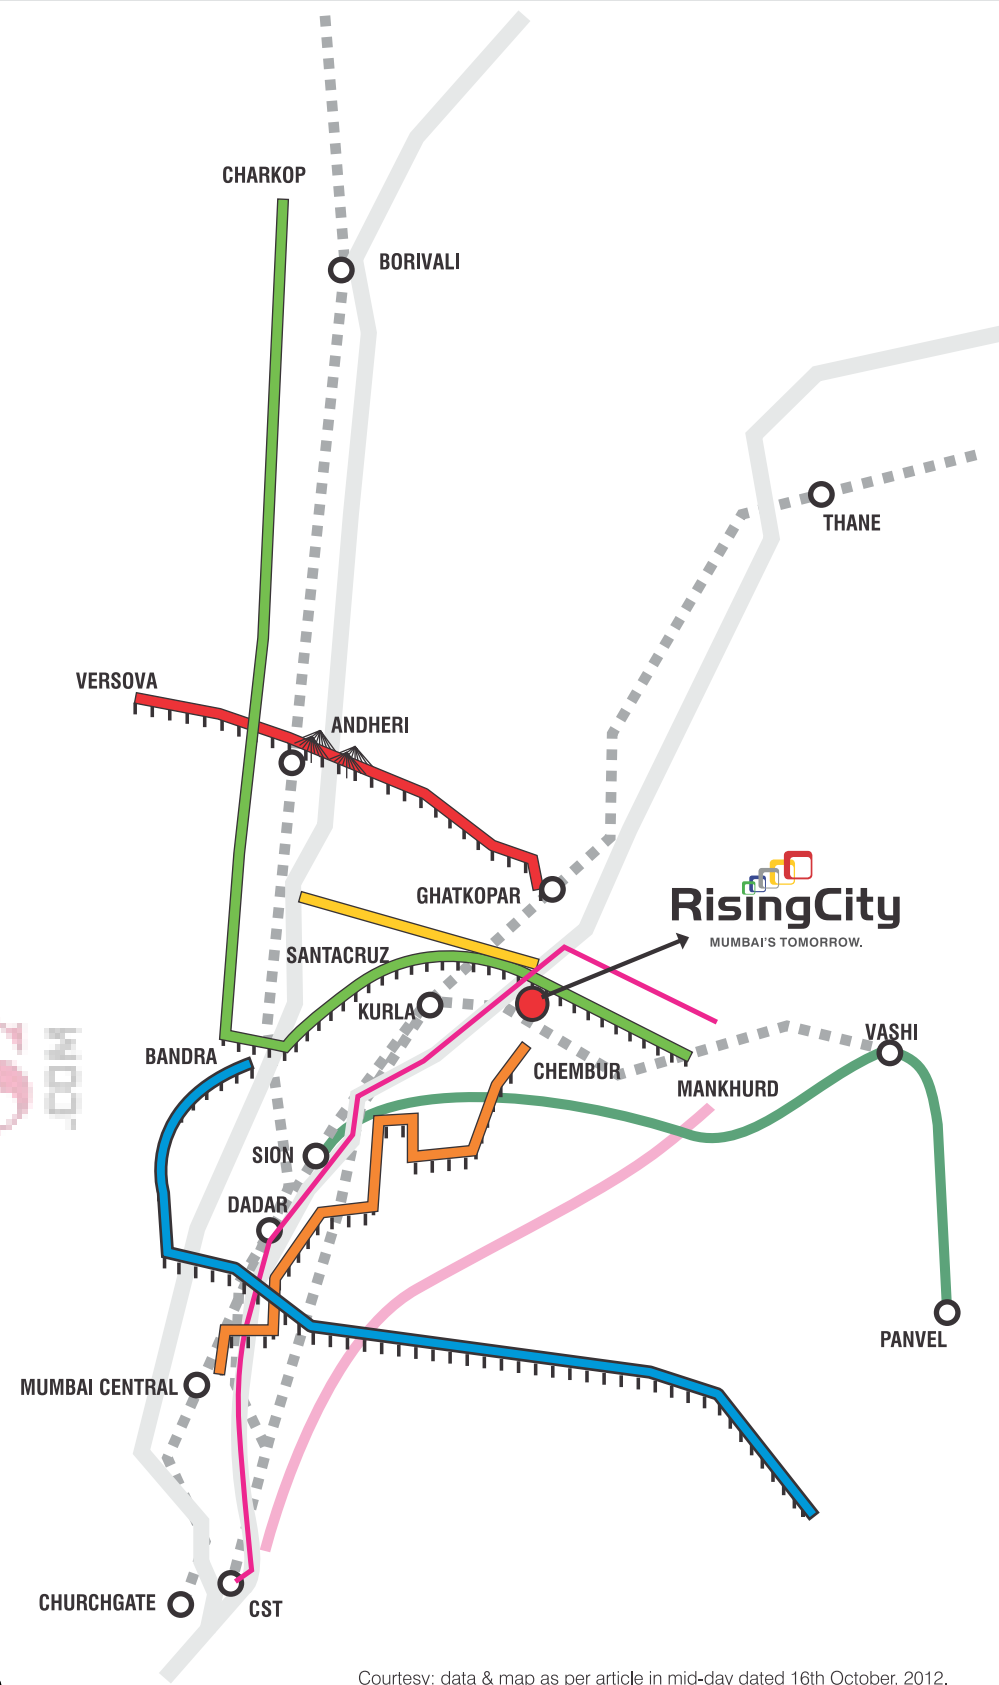 CHARKOP
BORIVALI
THANE
VERSOVA
ANDHERI
GHATKOPAR
RisingCity
MUMBAI'S TOMORROW.
SANTACRUZ
KURLA
VASHI
BANDRA
CHEMBUR
MANKHURD
.COM
SION
DADAR
PANVEL
MUMBAI CENTRAL
CHURCHGATE
CST
Courtesy: data & map as per article in mid-day dated 16th October, 2012.